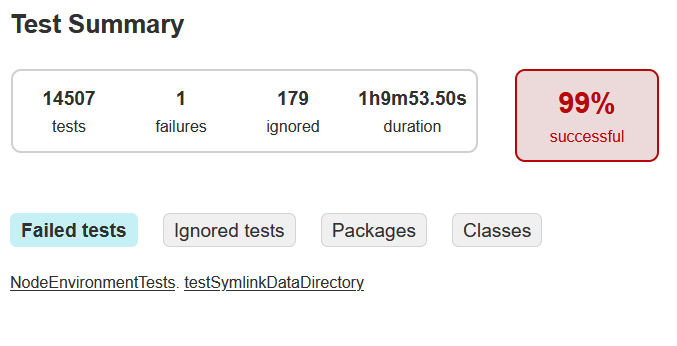 Test Summary
14507 1 179 1h9m53.50s
tests failures ignored duration
99%
successful
Failed tests Ignored tests Packages Classes
NodeEnvironmentTests. testSymlinkDataDirectory